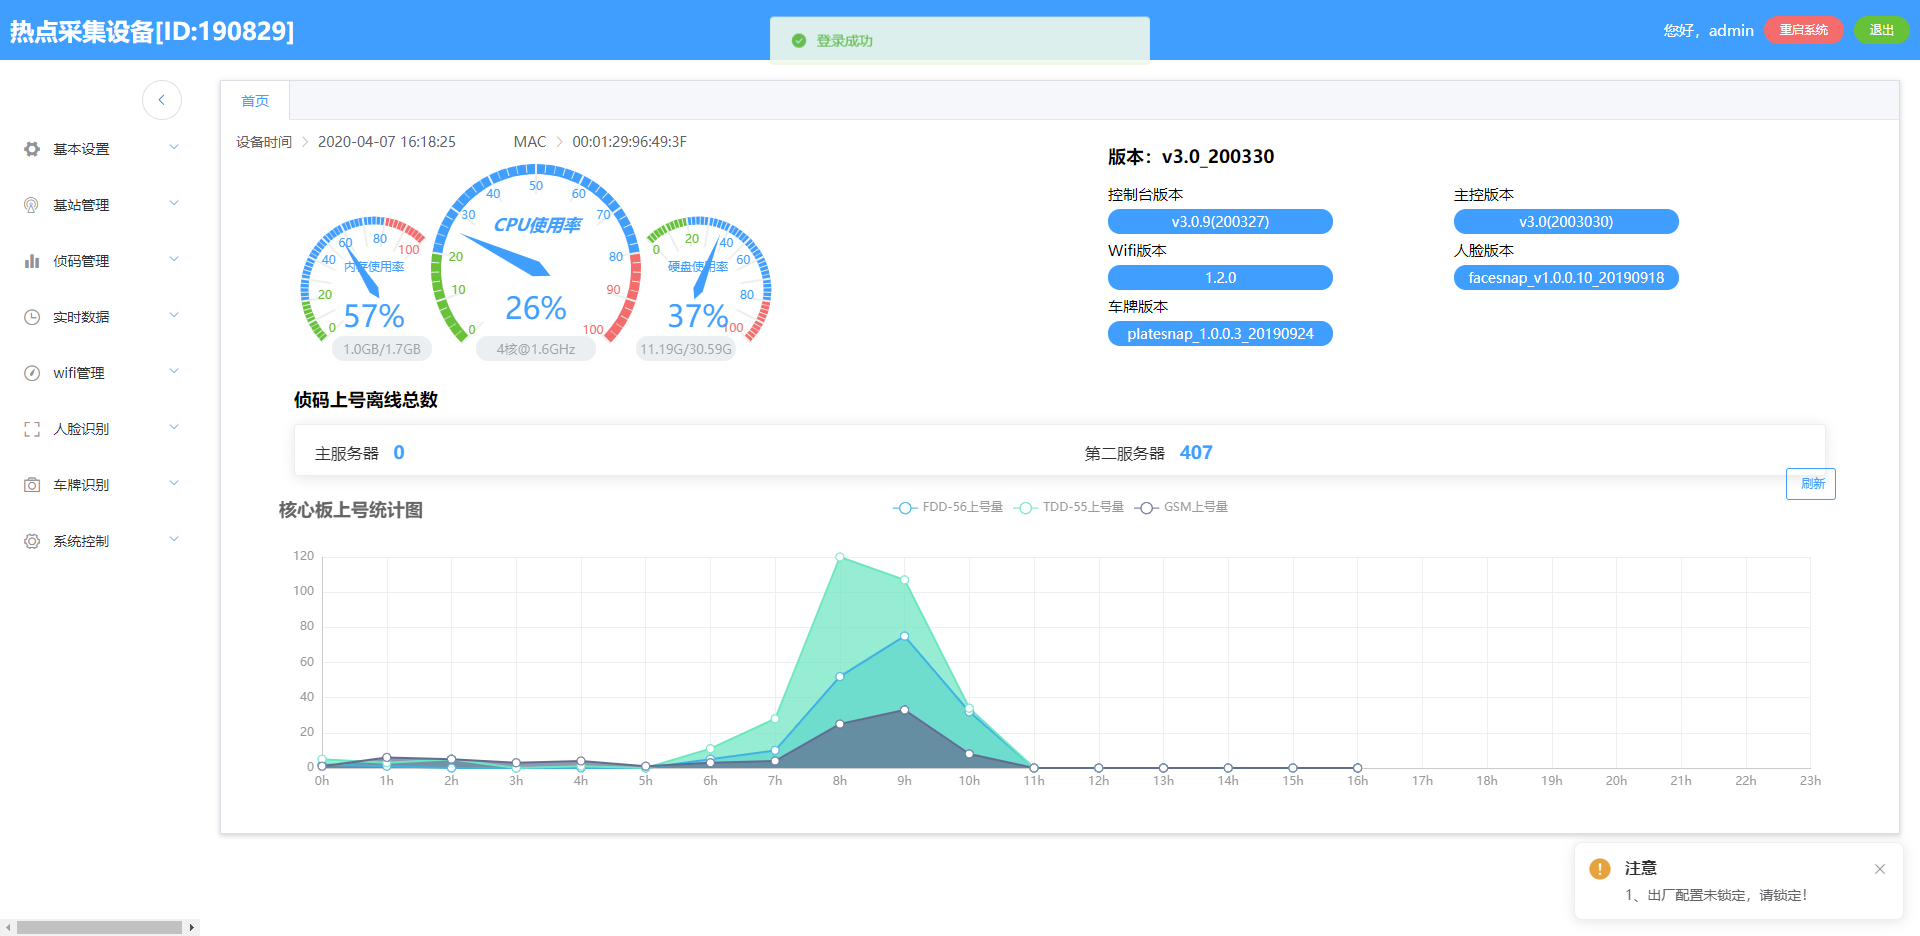 热点采集设备[ID:190829]
登录成功
您好，admin
重启系统
退出
首页
基本设置
基站管理
侦码管理
实时数据
wifi管理
人脸识别
车牌识别
系统控制
设备时间 > 2020-04-07 16:18:25
MAC > 00:01:29:96:49:3F
0 20 40 60 80 100
内存使用率
57%
1.0GB/1.7GB
0 10 20 30 40 50 60 70 80 90 100
CPU使用率
26%
4核@1.6GHz
0 20 40 60 80 100
硬盘使用率
37%
11.19G/30.59G
版本：v3.0_200330
控制台版本
v3.0.9(200327)
主控版本
v3.0(2003030)
Wifi版本
1.2.0
人脸版本
facesnap_v1.0.0.10_20190918
车牌版本
platesnap_1.0.0.3_20190924
侦码上号离线总数
主服务器 0
第二服务器 407
刷新
核心板上号统计图
FDD-56上号量 TDD-55上号量 GSM上号量
120
100
80
60
40
20
0
0h 1h 2h 3h 4h 5h 6h 7h 8h 9h 10h 11h 12h 13h 14h 15h 16h 17h 18h 19h 20h 21h 22h 23h
注意
1、出厂配置未锁定，请锁定！